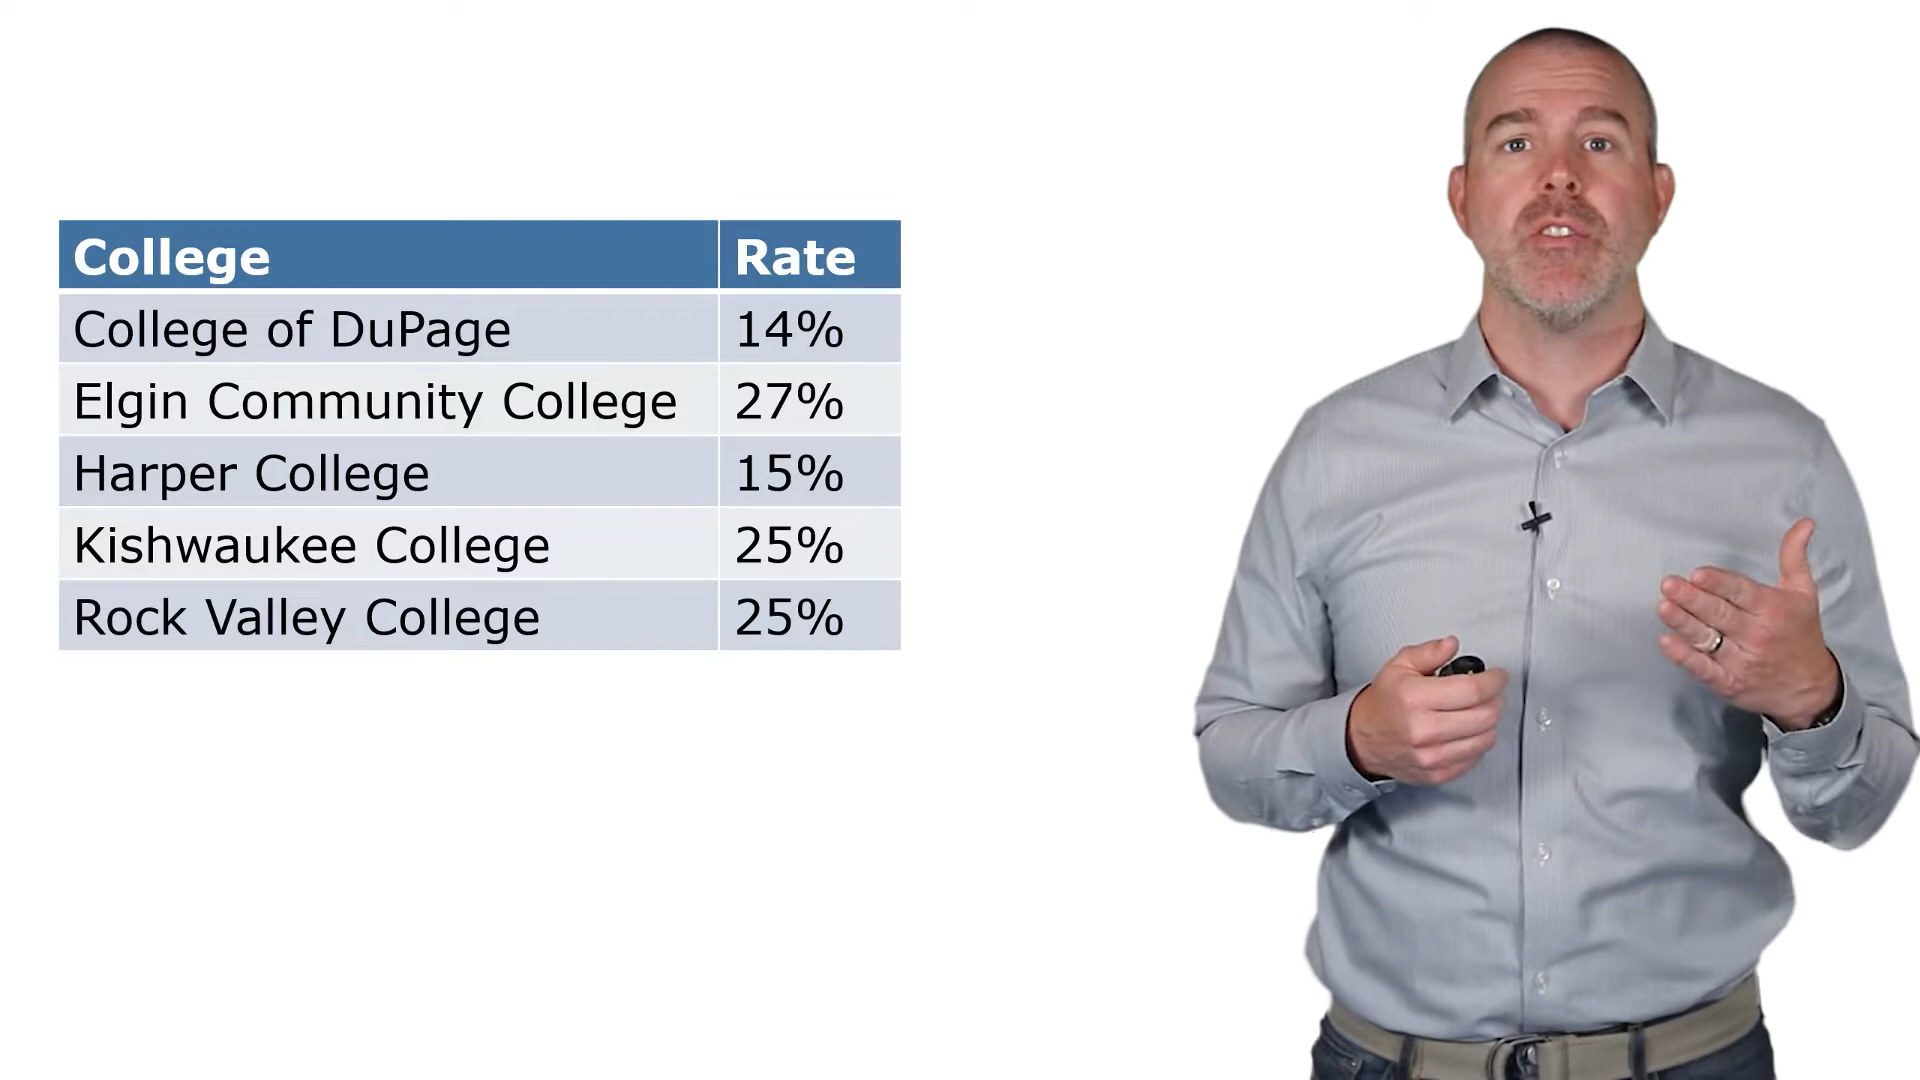 College Rate
College of DuPage 14%
Elgin Community College 27%
Harper College 15%
Kishwaukee College 25%
Rock Valley College 25%